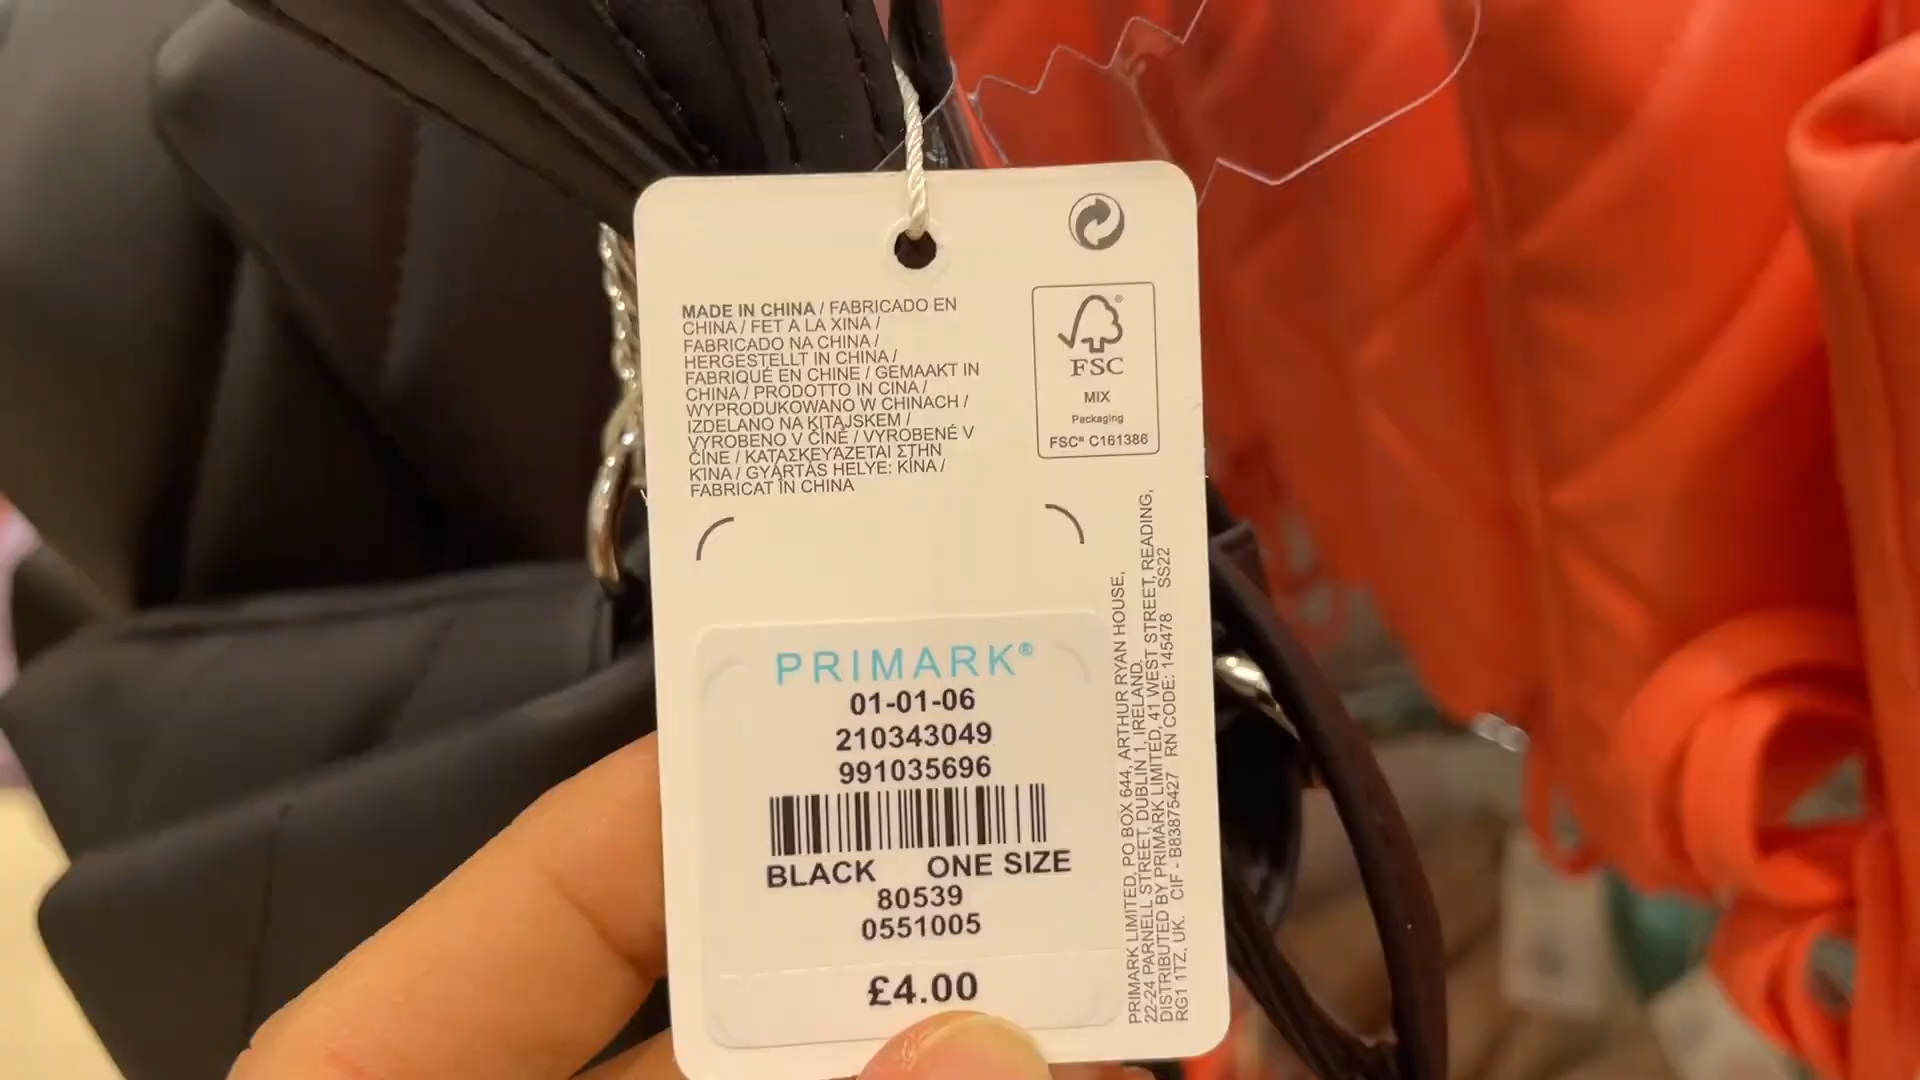 MADE IN CHINA / FABRICADO EN
CHINA / FET A LA XINA /
FABRICADO NA CHINA /
HERGESTELLT IN CHINA /
FABRIQUÉ EN CHINE / GEMAAKT IN
CHINA / PRODOTTO IN CINA /
WYPRODUKOWANO W CHINACH /
IZDELANO NA KITAJSKEM /
VYROBENO V ČÍNĚ / VYROBENÉ V
ČÍNE / ΚΑΤΑΣΚΕΥΆΖΕΤΑΙ ΣΤΗΝ
ΚΊΝΑ / GYÁRTÁS HELYE: KÍNA /
FABRICAT ÎN CHINA
FSC®
MIX
Packaging
FSC® C161386
PRIMARK®
01-01-06
210343049
991035696
BLACK ONE SIZE
80539
0551005
£4.00
PRIMARK LIMITED, PO BOX 644, ARTHUR RYAN HOUSE,
22-24 PARNELL STREET, DUBLIN 1, IRELAND.
DISTRIBUTED BY PRIMARK LIMITED, 41 WEST STREET, READING,
RG1 1TZ, UK. CIF - B83875427 RN CODE: 145478 SS22